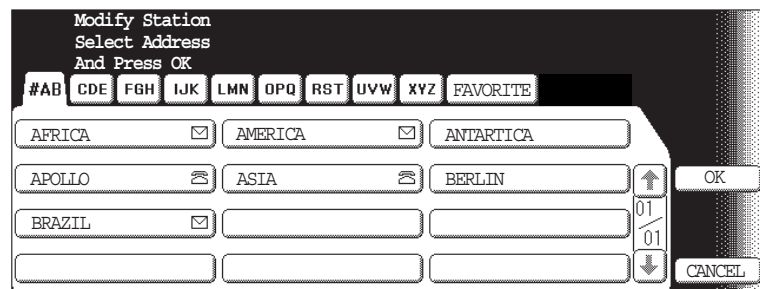 Modify Station
Select Address
And Press OK
#AB CDE FGH IJK LMN OPQ RST UVW XYZ FAVORITE
AFRICA AMERICA ANTARTICA
APOLLO ASIA BERLIN OK
BRAZIL 01
01
CANCEL